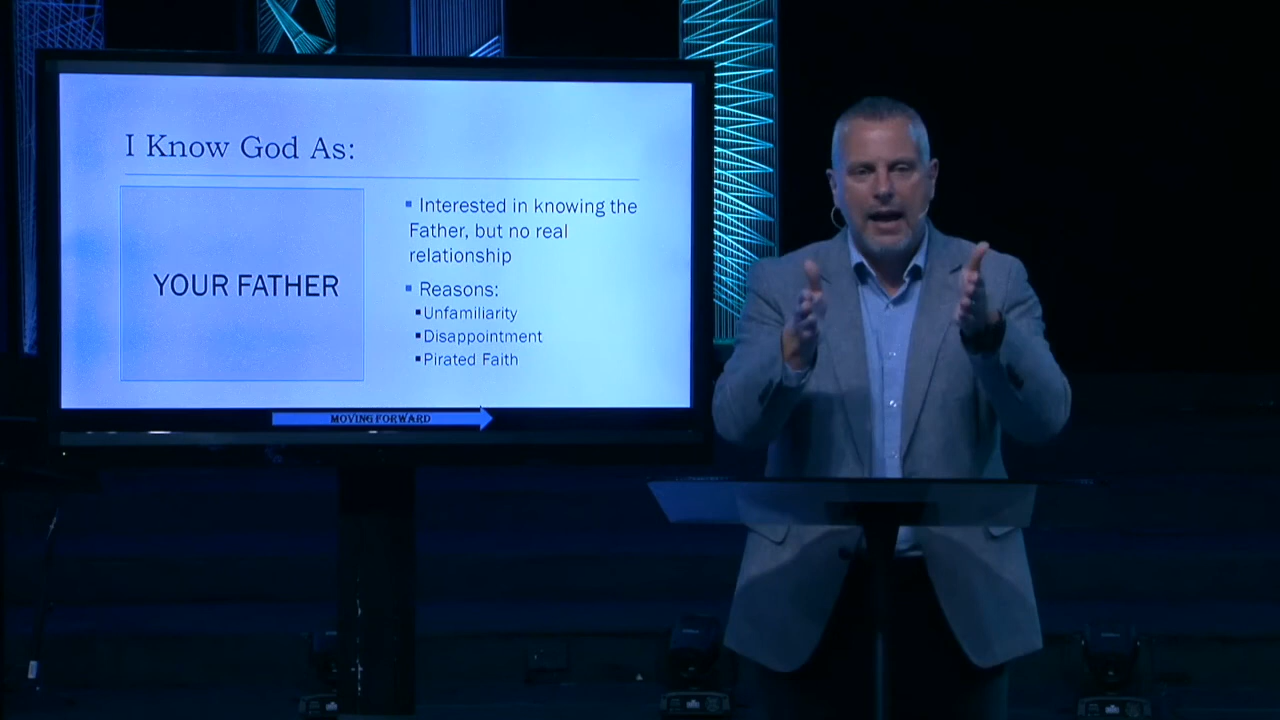 I Know God As:
YOUR FATHER
▪ Interested in knowing the
Father, but no real
relationship
▪ Reasons:
▪Unfamiliarity
▪Disappointment
▪Pirated Faith
MOVING FORWARD